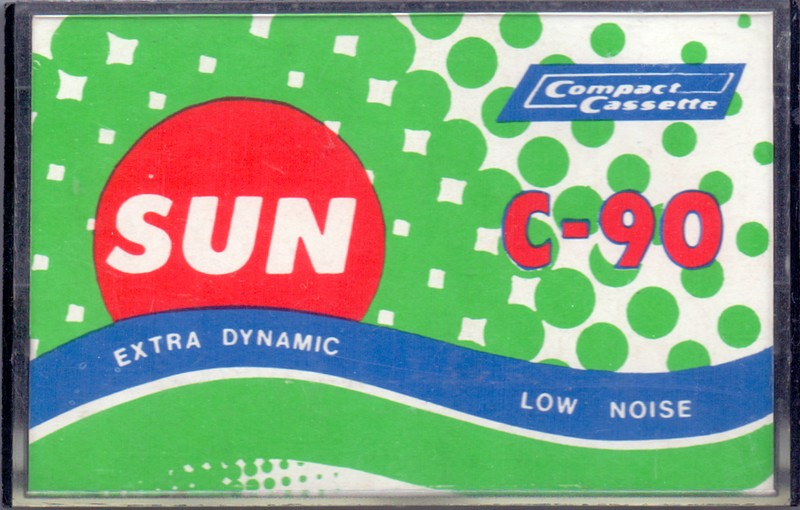 Compact
Cassette
SUN
C-90
EXTRA DYNAMIC
LOW NOISE